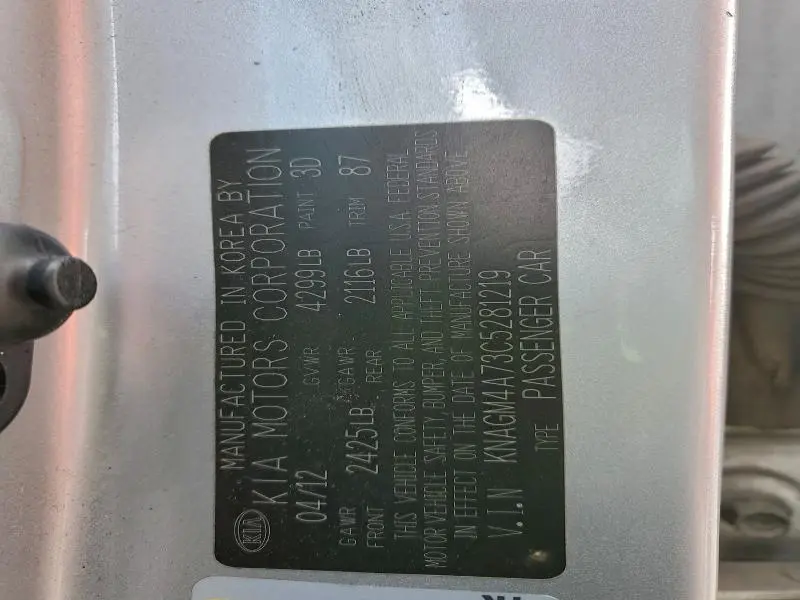 MANUFACTURED IN KOREA BY
KIA KIA MOTORS CORPORATION
04/12 GVWR 4299LB PAINT 3D
GAWR FRONT 2425LB GAWR REAR 2116LB TRIM 87
THIS VEHICLE CONFORMS TO ALL APPLICABLE U.S.A. FEDERAL
MOTOR VEHICLE SAFETY, BUMPER, AND THEFT PREVENTION STANDARDS
IN EFFECT ON THE DATE OF MANUFACTURE SHOWN ABOVE
V.I.N KNAGM4A73C5281219
TYPE PASSENGER CAR